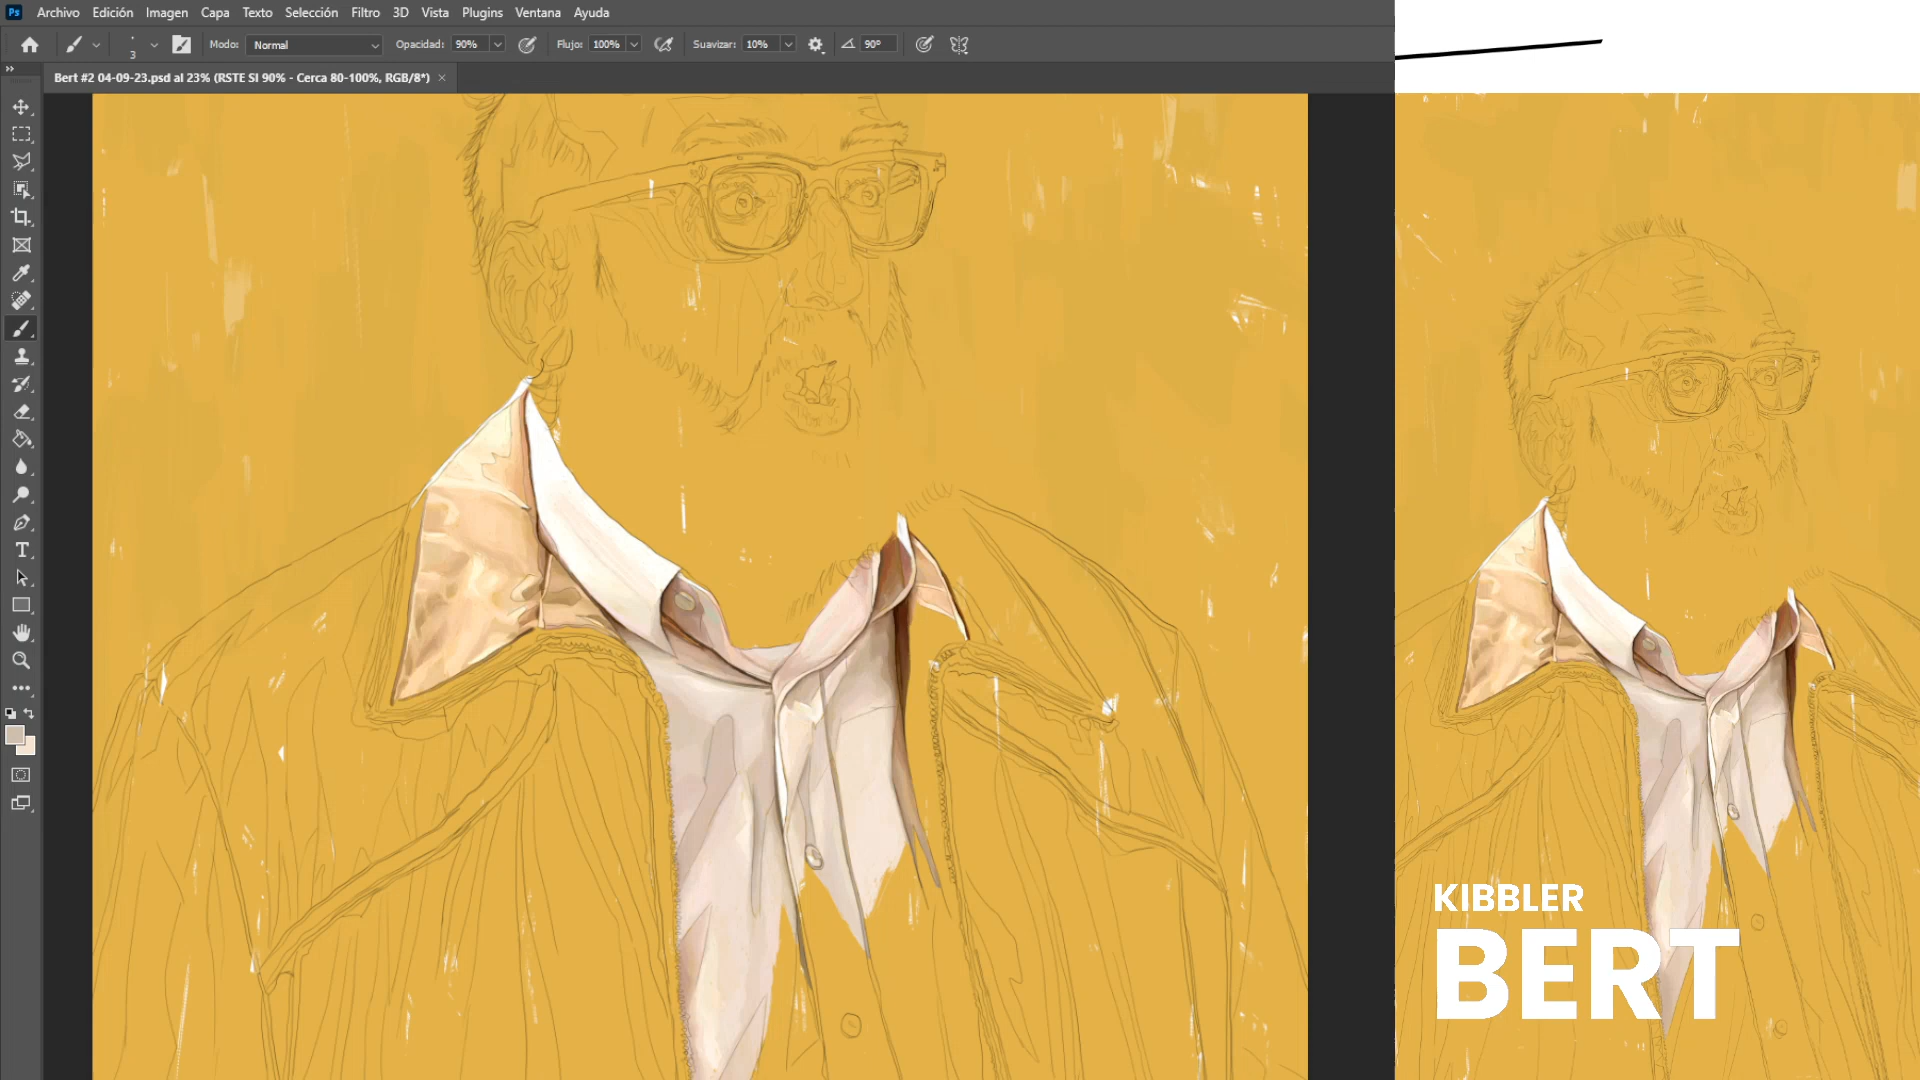 Ps Archivo Edición Imagen Capa Texto Selección Filtro 3D Vista Plugins Ventana Ayuda
3 Modo: Normal Opacidad: 90% Flujo: 100% Suavizar: 10% 90°
Bert #2 04-09-23.psd al 23% (RSTE SI 90% - Cerca 80-100%, RGB/8*) ×
KIBBLER
BERT